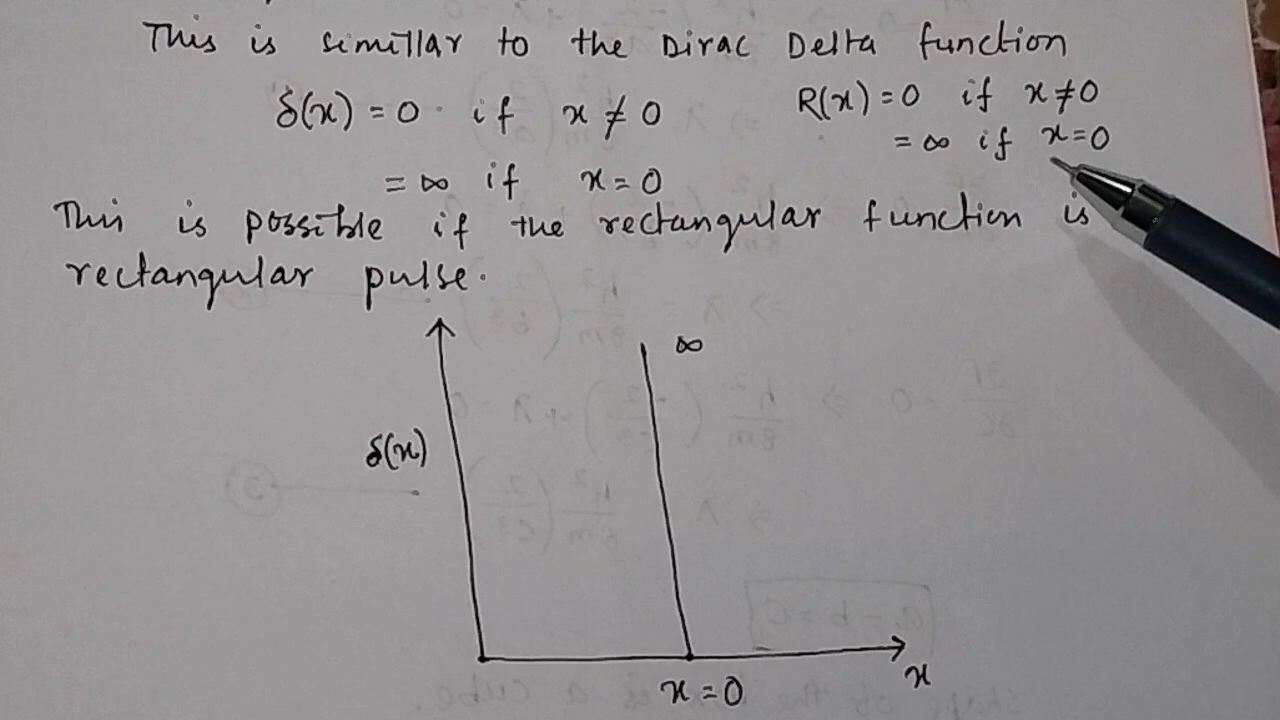 This is simillar to the Dirac Delta function
δ(x) = 0 if x ≠ 0
= ∞ if x = 0
R(x) = 0 if x ≠ 0
= ∞ if x = 0
This is possible if the rectangular function is
rectangular pulse.
∞
δ(x)
x = 0
x